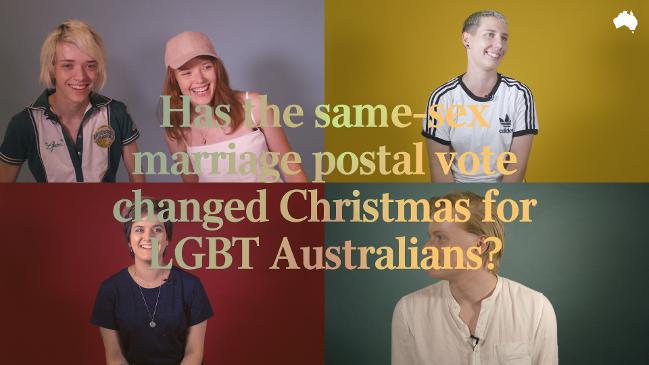 Has the same-sex
marriage postal vote
changed Christmas for
LGBT Australians?